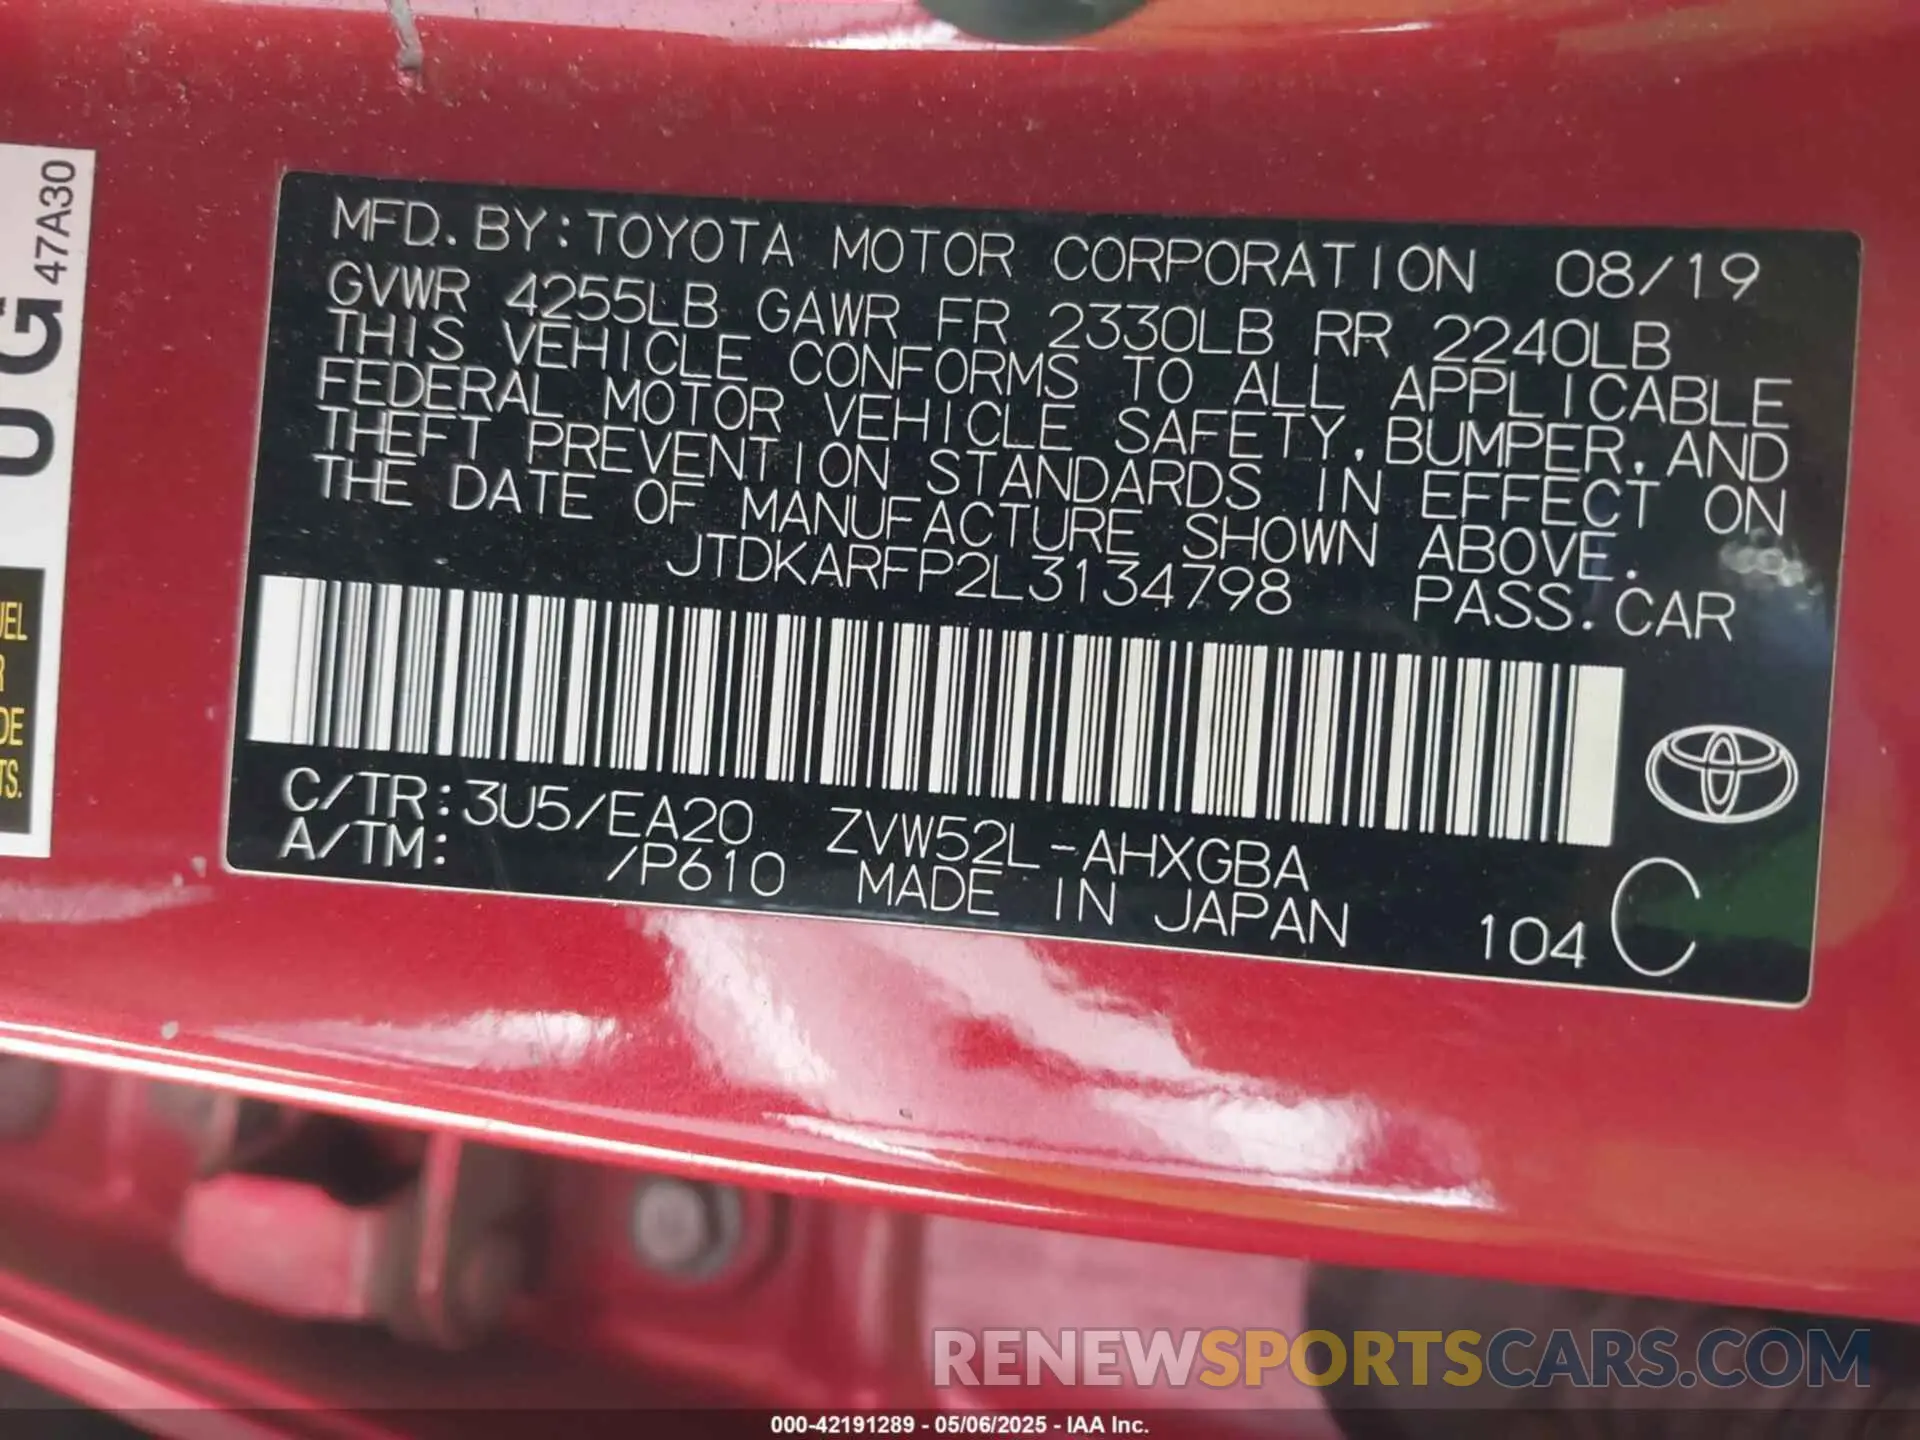 47A30
UG
UEL
R
DE
TS.
MFD. BY: TOYOTA MOTOR CORPORATION 08/19
GVWR 4255LB GAWR FR 2330LB RR 2240LB
THIS VEHICLE CONFORMS TO ALL APPLICABLE
FEDERAL MOTOR VEHICLE SAFETY, BUMPER, AND
THEFT PREVENTION STANDARDS IN EFFECT ON
THE DATE OF MANUFACTURE SHOWN ABOVE.
JTDKARFP2L3134798 PASS. CAR
C/TR: 3U5/EA20 ZVW52L-AHXGBA
A/TM: /P610 MADE IN JAPAN 104 C
RENEWSPORTSCARS.COM
000-42191289 - 05/06/2025 - IAA Inc.